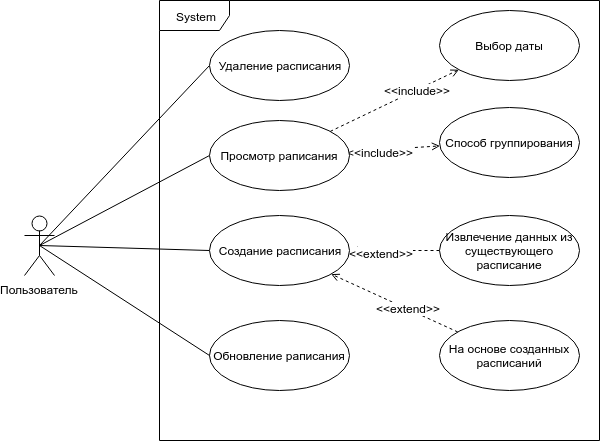 System
Удаление расписания
Выбор даты
<<include>>
Просмотр раписания
<<include>>
Способ группирования
Создание расписания
<<extend>>
Извлечение данных из
существующего
расписание
Пользователь
<<extend>>
Обновление раписания
На основе созданных
расписаний